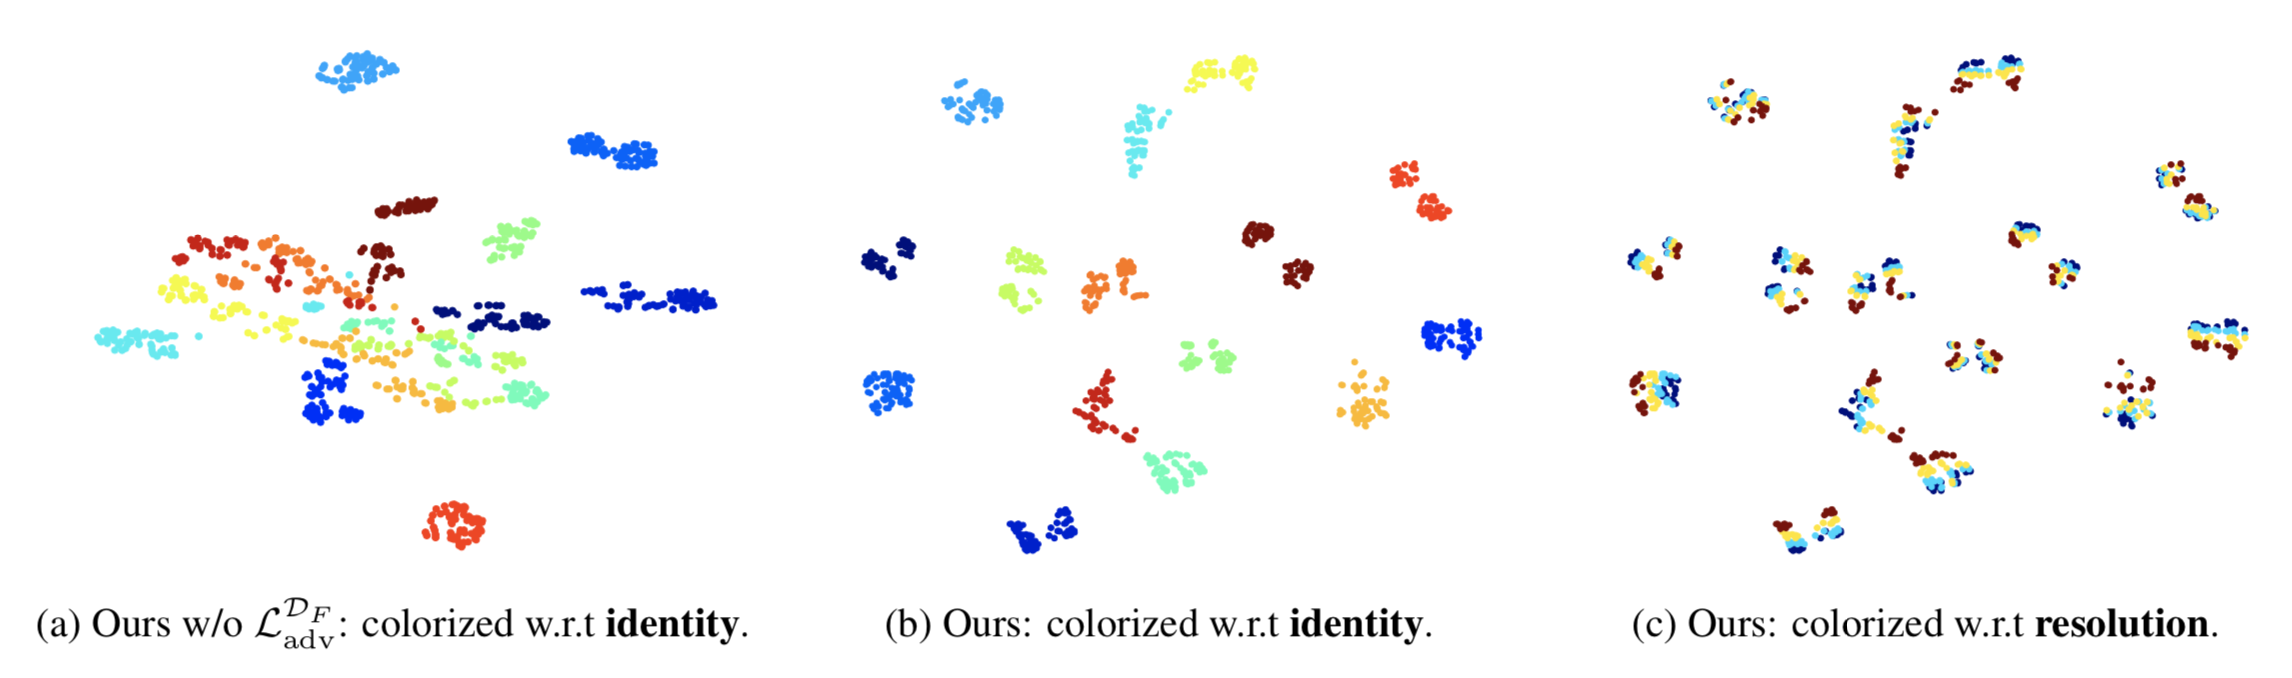 (a) Ours w/o $\mathcal{L}_{\text{adv}}^{\mathcal{D}_F}$: colorized w.r.t **identity**.
(b) Ours: colorized w.r.t **identity**.
(c) Ours: colorized w.r.t **resolution**.